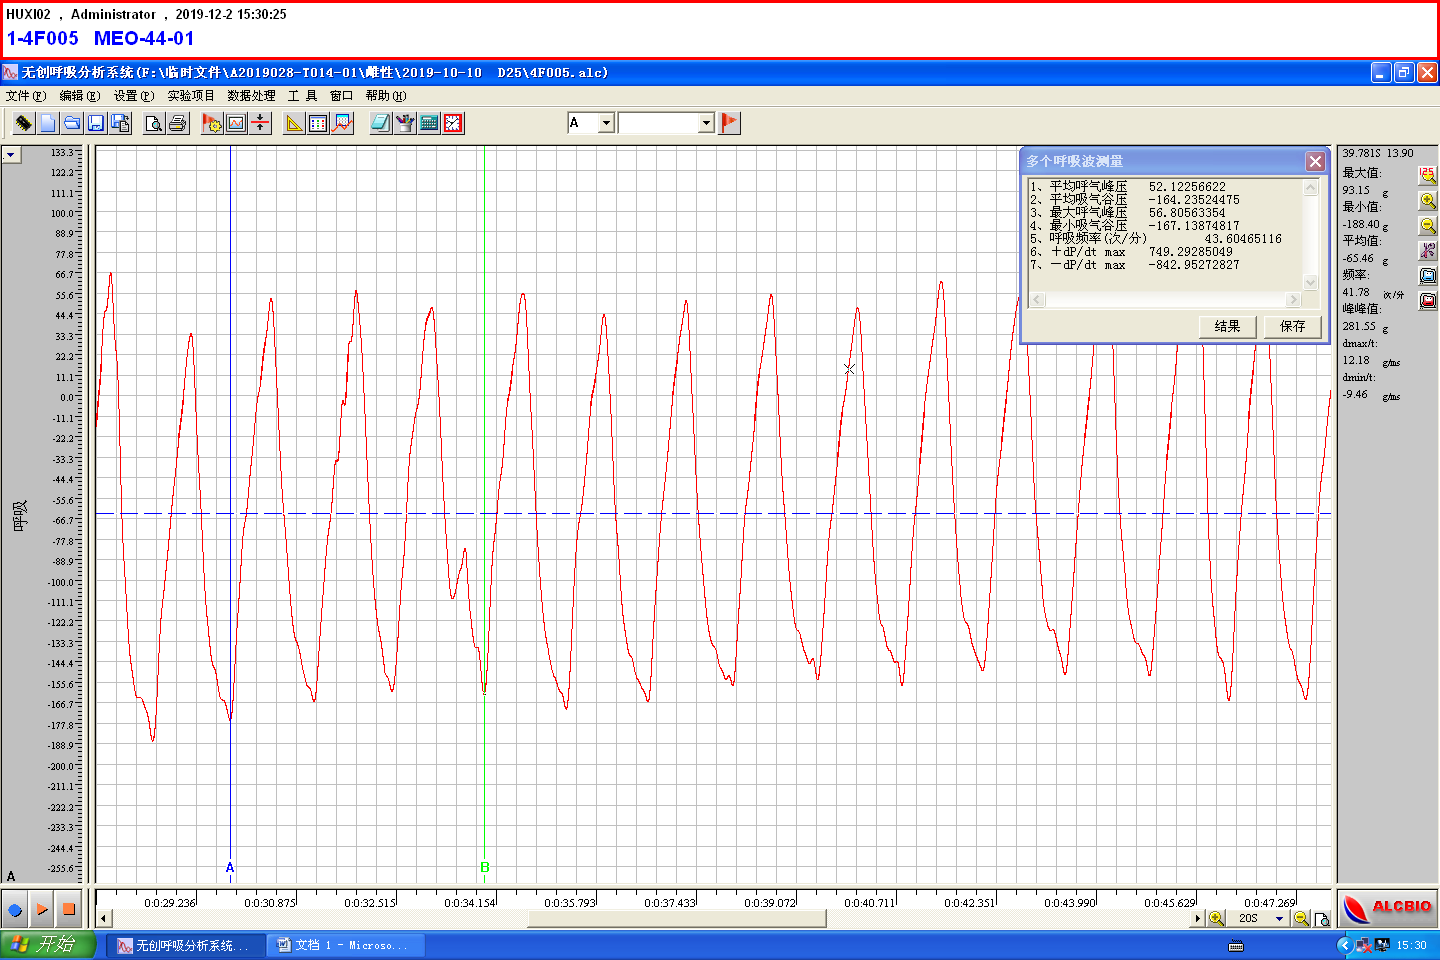 HUXI02 , Administrator , 2019-12-2 15:30:25
1-4F005 MEO-44-01
无创呼吸分析系统(F:\临时文件\A2019028-T014-01\雌性\2019-10-10 D25\4F005.alc)
文件(F) 编辑(E) 设置(P) 实验项目 数据处理 工 具 窗口 帮助(H)
A
133.3
122.2
111.1
100.0
88.9
77.8
66.7
55.6
44.4
33.3
22.2
11.1
0.0
-11.1
-22.2
-33.3
-44.4
-55.6
-66.7
-77.8
-88.9
-100.0
-111.1
-122.2
-133.3
-144.4
-155.6
-166.7
-177.8
-188.9
-200.0
-211.1
-222.2
-233.3
-244.4
-255.6
呼吸
A
A
B
多个呼吸波测量
1、平均呼气峰压 52.12256622
2、平均吸气谷压 -164.23524475
3、最大呼气峰压 56.80563354
4、最小吸气谷压 -167.13874817
5、呼吸频率(次/分) 43.60465116
6、＋dP/dt max 749.29285049
7、－dP/dt max -842.95272827
结果 保存
39.781S 13.90
最大值:
93.15 g
最小值:
-188.40 g
平均值:
-65.46 g
频率:
41.78 次/分
峰峰值:
281.55 g
dmax/t:
12.18 g/ms
dmin/t:
-9.46 g/ms
125
0:0:29.236 0:0:30.875 0:0:32.515 0:0:34.154 0:0:35.793 0:0:37.433 0:0:39.072 0:0:40.711 0:0:42.351 0:0:43.990 0:0:45.629 0:0:47.269
20S
ALCBIO
开始 无创呼吸分析系统... 文档 1 - Microso... 15:30